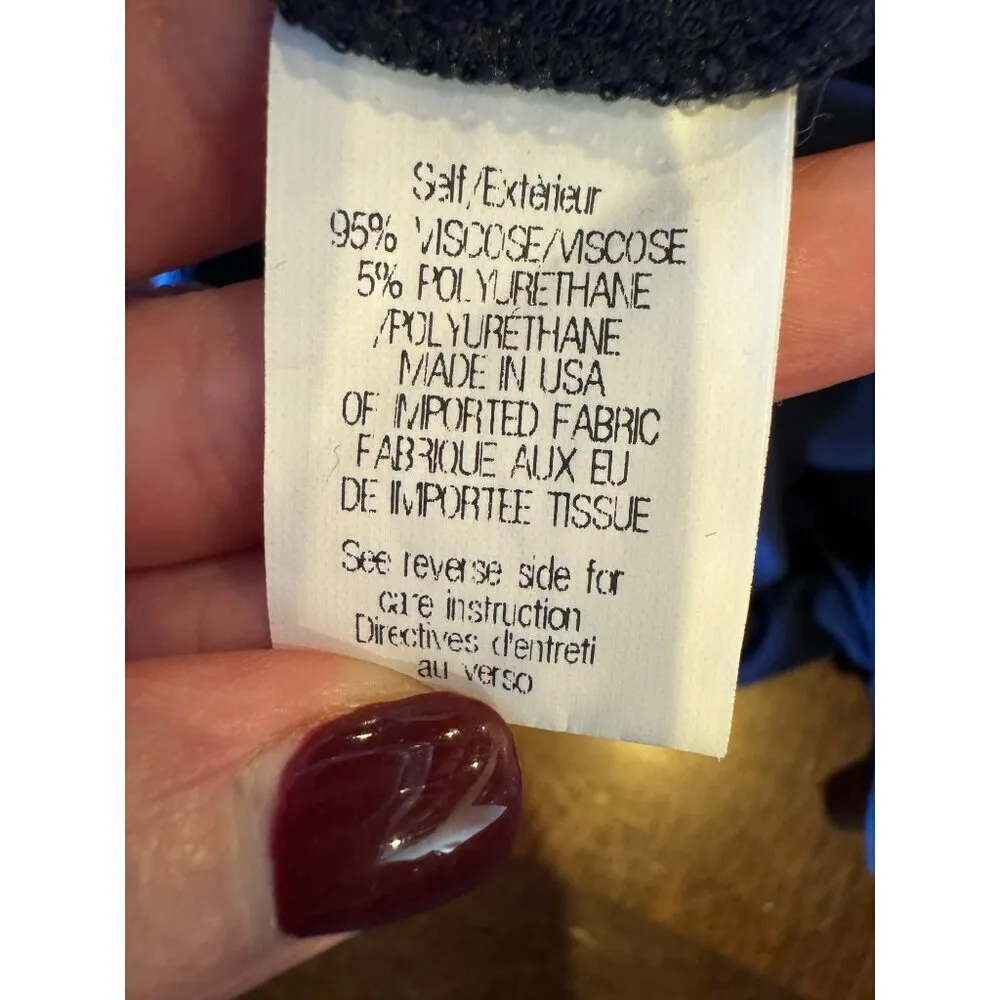 Self/Extérieur
95% VISCOSE/VISCOSE
5% POLYURETHANE
/POLYURÉTHANE
MADE IN USA
OF IMPORTED FABRIC
FABRIQUE AUX EU
DE IMPORTEE TISSUE
See reverse side for
care instruction
Directives d'entreti
au verso